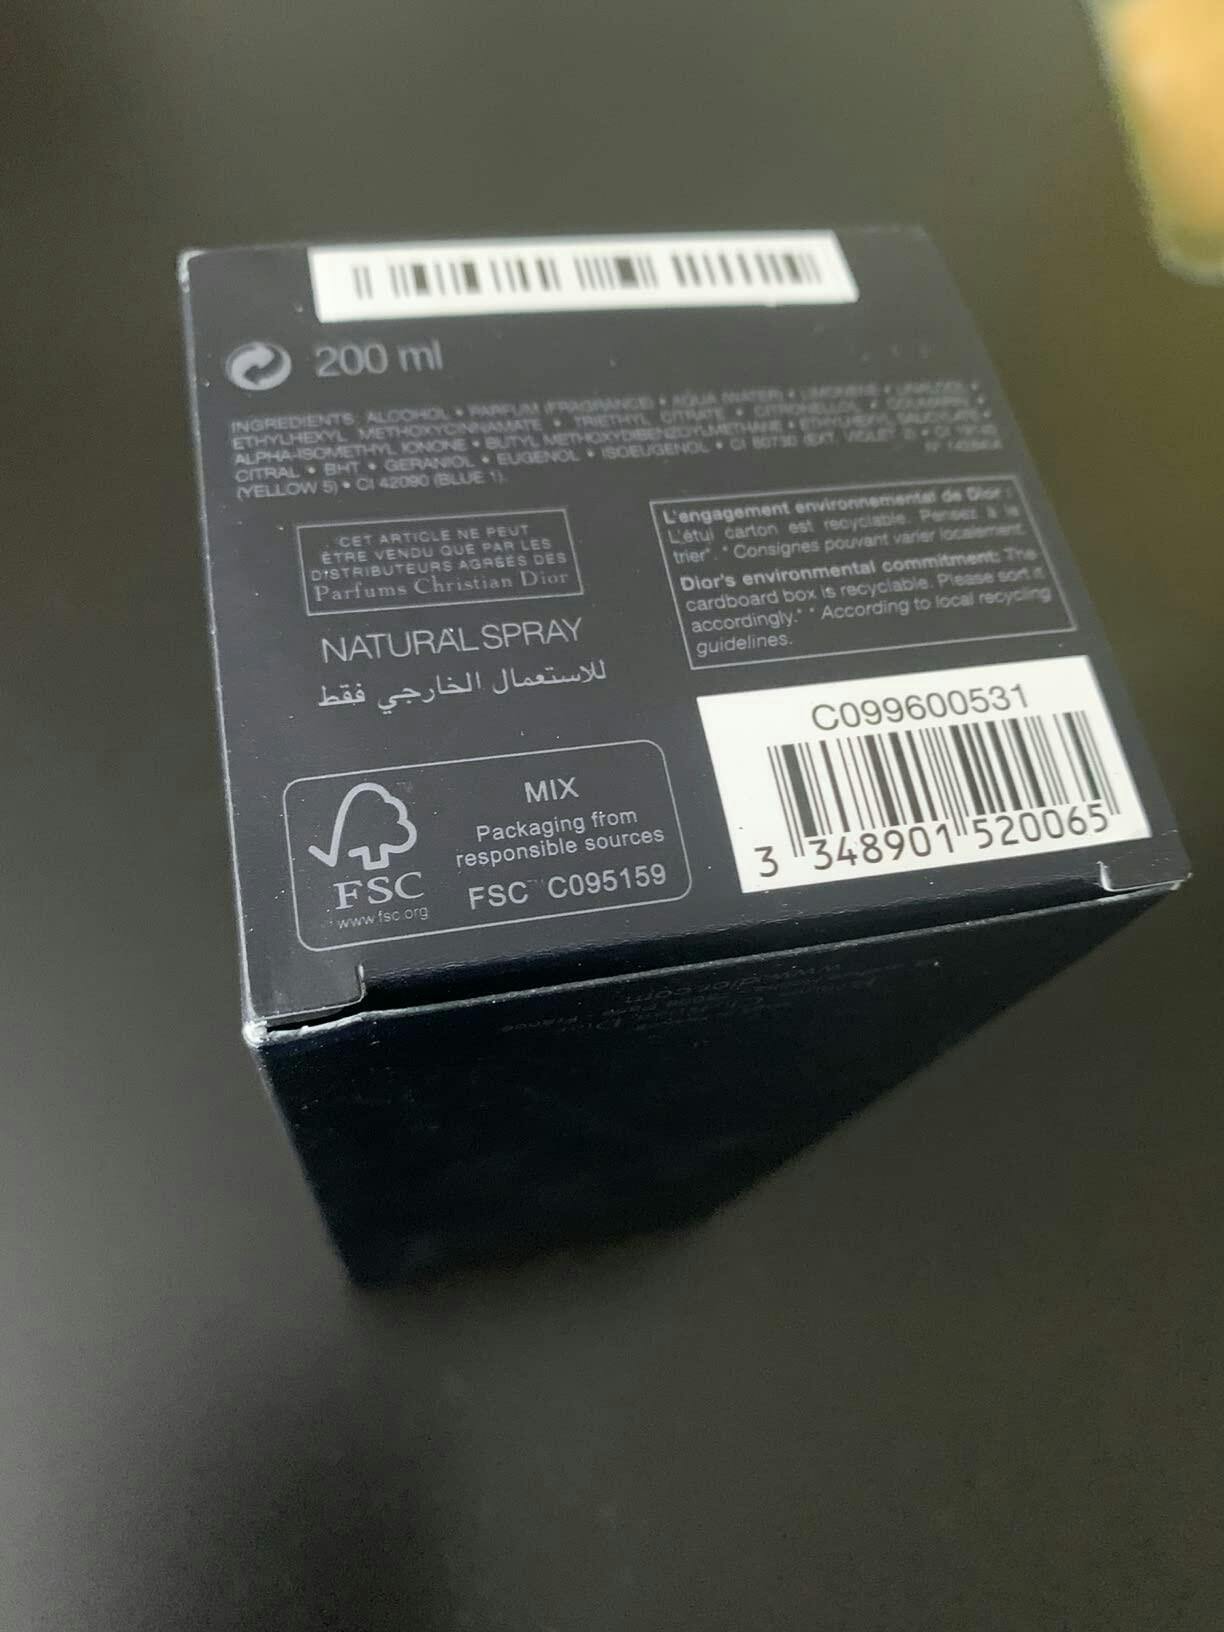 200 ml
INGREDIENTS: ALCOHOL • PARFUM (FRAGRANCE) • AQUA (WATER) • LIMONENE • LINALOOL •
ETHYLHEXYL METHOXYCINNAMATE • TRIETHYL CITRATE • CITRONELLOL • COUMARIN •
ALPHA-ISOMETHYL IONONE • BUTYL METHOXYDIBENZOYLMETHANE • ETHYLHEXYL SALICYLATE •
CITRAL • BHT • GERANIOL • EUGENOL • ISOEUGENOL • CI 60730 (EXT. VIOLET 2) •
(YELLOW 5) • CI 42090 (BLUE 1).
CET ARTICLE NE PEUT
ÊTRE VENDU QUE PAR LES
DISTRIBUTEURS AGRÉÉS DES
Parfums Christian Dior
L'engagement environnemental de Dior :
L'étui carton est recyclable. Pensez à le
trier*. * Consignes pouvant varier localement.
Dior's environmental commitment: The
cardboard box is recyclable. Please sort it
accordingly.* * According to local recycling
guidelines.
NATURAL SPRAY
للاستعمال الخارجي فقط
FSC
www.fsc.org
MIX
Packaging from
responsible sources
FSC™ C095159
C099600531
3 348901 520065
www.dior.com